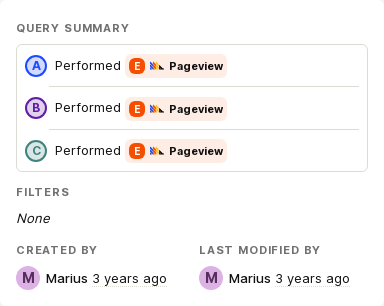 QUERY SUMMARY
A Performed E Pageview
B Performed E Pageview
C Performed E Pageview
FILTERS
None
CREATED BY LAST MODIFIED BY
M Marius 3 years ago M Marius 3 years ago